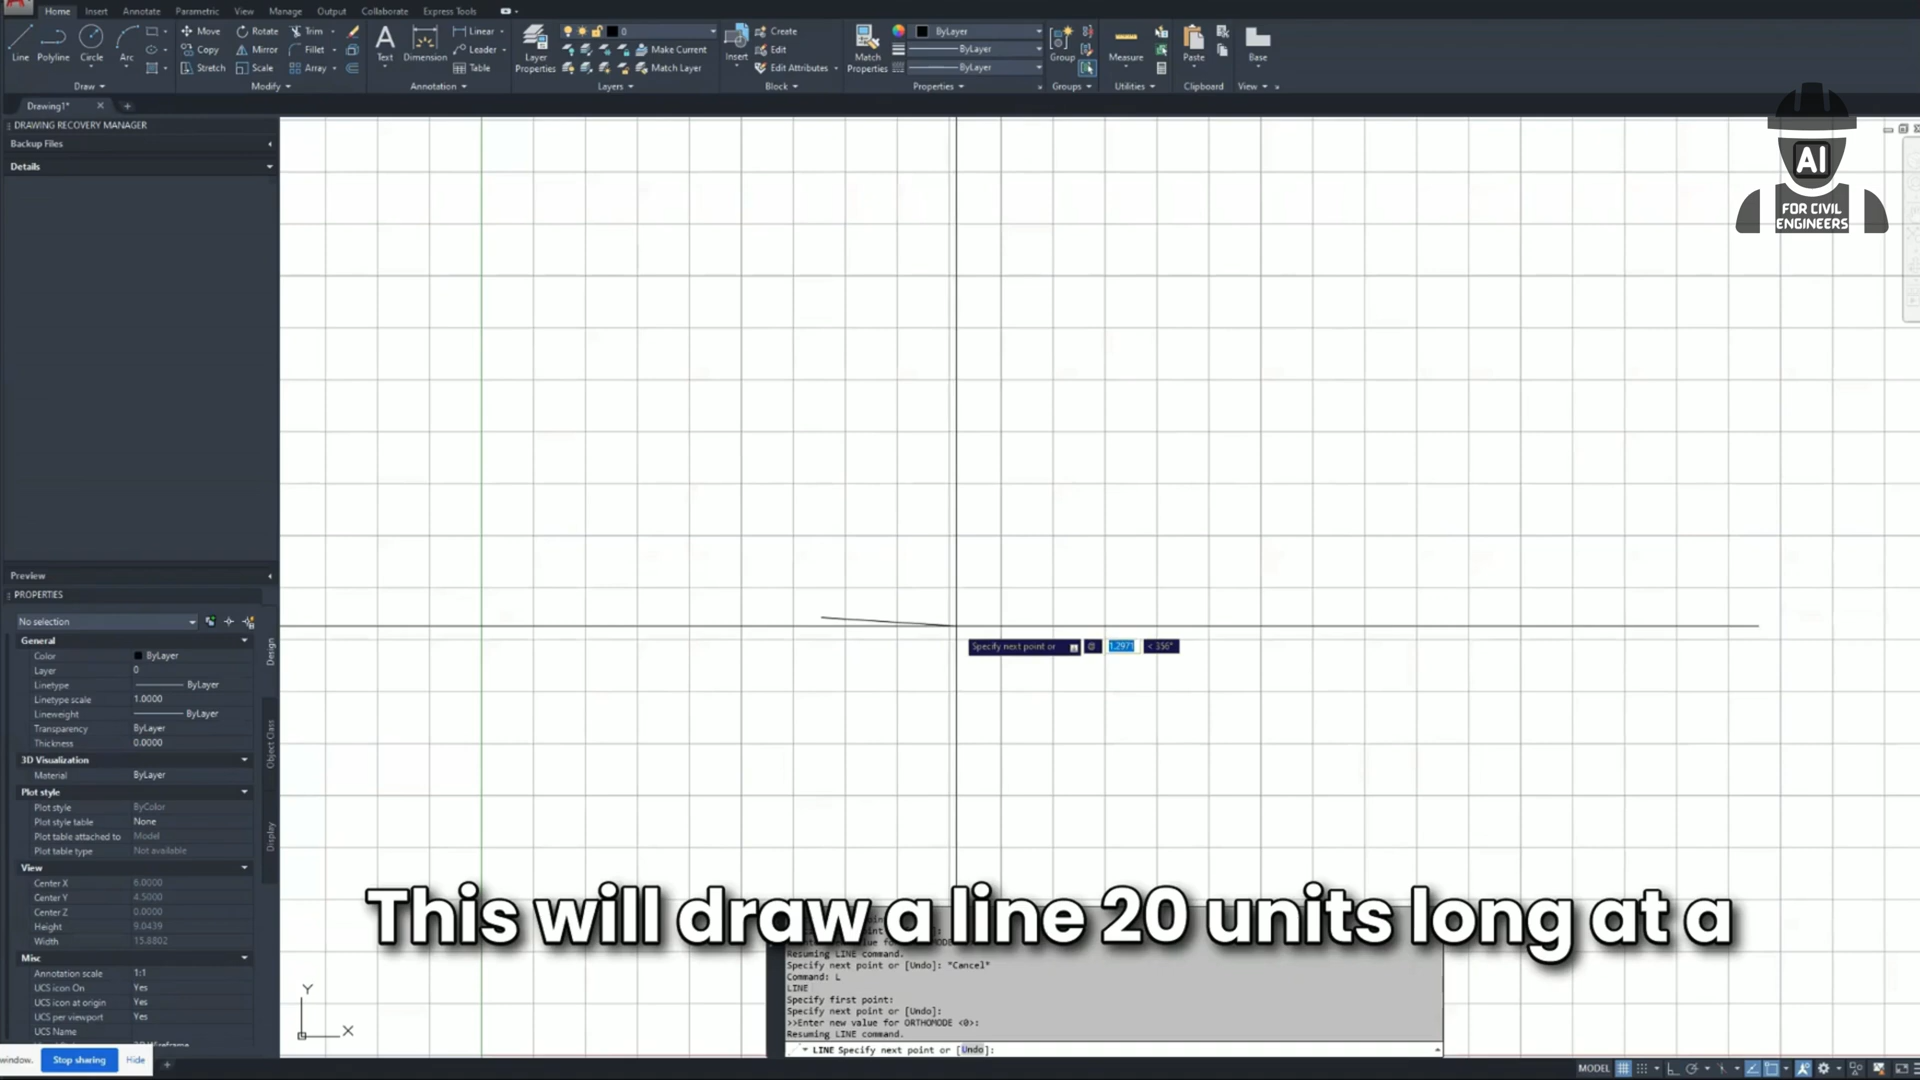 Home Insert Annotate Parametric View Manage Output Collaborate Express Tools
Line Polyline Circle Arc
Move Rotate Trim
Copy Mirror Fillet
Stretch Scale Array
Text Dimension
Linear
Leader
Table
Layer Properties
0
Make Current
Match Layer
Insert
Create
Edit
Edit Attributes
Match Properties
ByLayer
ByLayer
ByLayer
Group
Measure
Paste
Base
Draw Modify Annotation Layers Block Properties Groups Utilities Clipboard View
Drawing1*
DRAWING RECOVERY MANAGER
Backup Files
Details
AI
FOR CIVIL
ENGINEERS
Preview
PROPERTIES
No selection
General
Color ByLayer
Layer 0
Linetype ByLayer
Linetype scale 1.0000
Lineweight ByLayer
Transparency ByLayer
Thickness 0.0000
3D Visualization
Material ByLayer
Plot style
Plot style ByColor
Plot style table None
Plot table attached to Model
Plot table type Not available
View
Center X 6.0000
Center Y 4.5000
Center Z 0.0000
Height 9.0439
Width 15.8802
Misc
Annotation scale 1:1
UCS icon On Yes
UCS icon at origin Yes
UCS per viewport Yes
UCS Name
Design
Object Class
Display
Specify next point or @ 1.2971 < 356°
This will draw a line 20 units long at a
Resuming LINE command.
Specify next point or [Undo]: *Cancel*
Command: L
LINE
Specify first point:
Specify next point or [Undo]:
>>Enter new value for ORTHOMODE <0>:
Resuming LINE command.
LINE Specify next point or [Undo]:
Y
X
window. Stop sharing Hide
MODEL